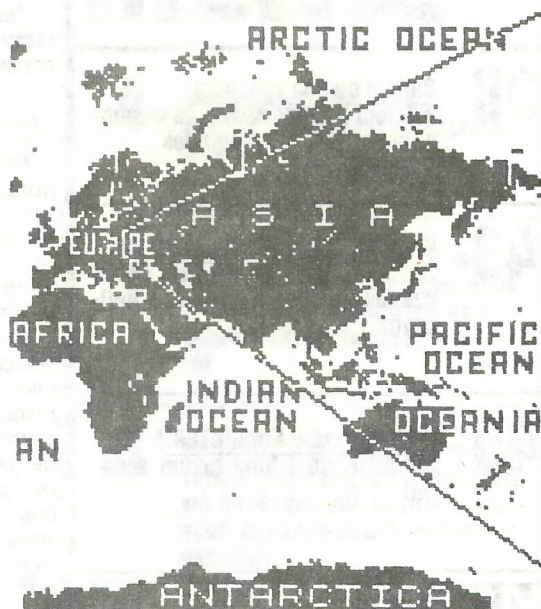 ARCTIC OCEAN
ASIA
EUROPE
AFRICA
PACIFIC
OCEAN
INDIAN
OCEAN
OCEANIA
AN
ANTARCTICA